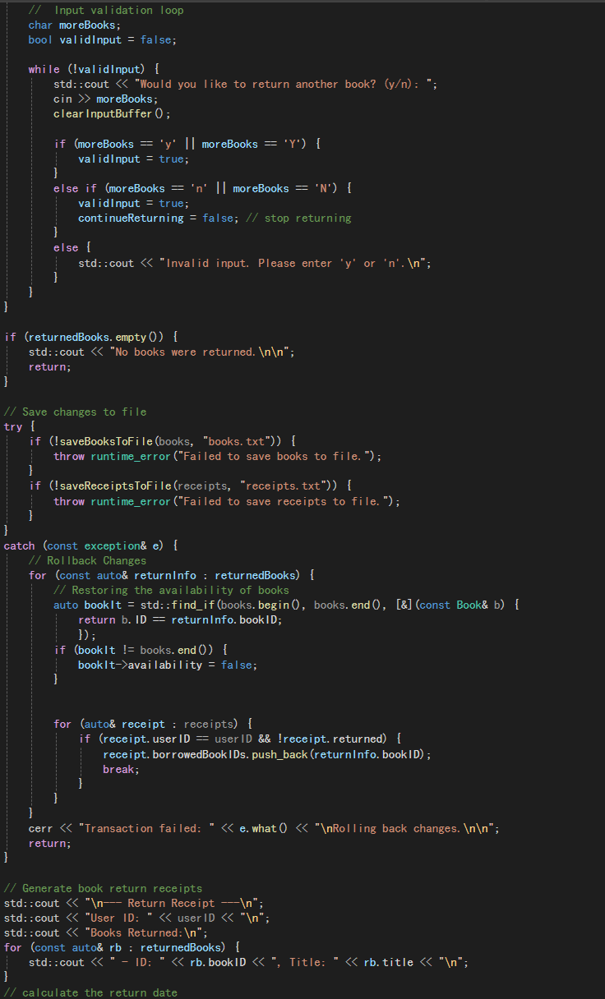 //  Input validation loop
char moreBooks;
bool validInput = false;
while (!validInput) {
std::cout << "Would you like to return another book? (y/n): ";
cin >> moreBooks;
clearInputBuffer();
if (moreBooks == 'y' || moreBooks == 'Y') {
validInput = true;
}
else if (moreBooks == 'n' || moreBooks == 'N') {
validInput = true;
continueReturning = false; // stop returning
}
else {
std::cout << "Invalid input. Please enter 'y' or 'n'.\n";
}
}
}
if (returnedBooks.empty()) {
std::cout << "No books were returned.\n\n";
return;
}
// Save changes to file
try {
if (!saveBooksToFile(books, "books.txt")) {
throw runtime_error("Failed to save books to file.");
}
if (!saveReceiptsToFile(receipts, "receipts.txt")) {
throw runtime_error("Failed to save receipts to file.");
}
}
catch (const exception& e) {
// Rollback Changes
for (const auto& returnInfo : returnedBooks) {
// Restoring the availability of books
auto bookIt = std::find_if(books.begin(), books.end(), [&](const Book& b) {
return b.ID == returnInfo.bookID;
});
if (bookIt != books.end()) {
bookIt->availability = false;
}
for (auto& receipt : receipts) {
if (receipt.userID == userID && !receipt.returned) {
receipt.borrowedBookIDs.push_back(returnInfo.bookID);
break;
}
}
}
cerr << "Transaction failed: " << e.what() << "\nRolling back changes.\n\n";
return;
}
// Generate book return receipts
std::cout << "\n--- Return Receipt ---\n";
std::cout << "User ID: " << userID << "\n";
std::cout << "Books Returned:\n";
for (const auto& rb : returnedBooks) {
std::cout << " - ID: " << rb.bookID << ", Title: " << rb.title << "\n";
}
// calculate the return date